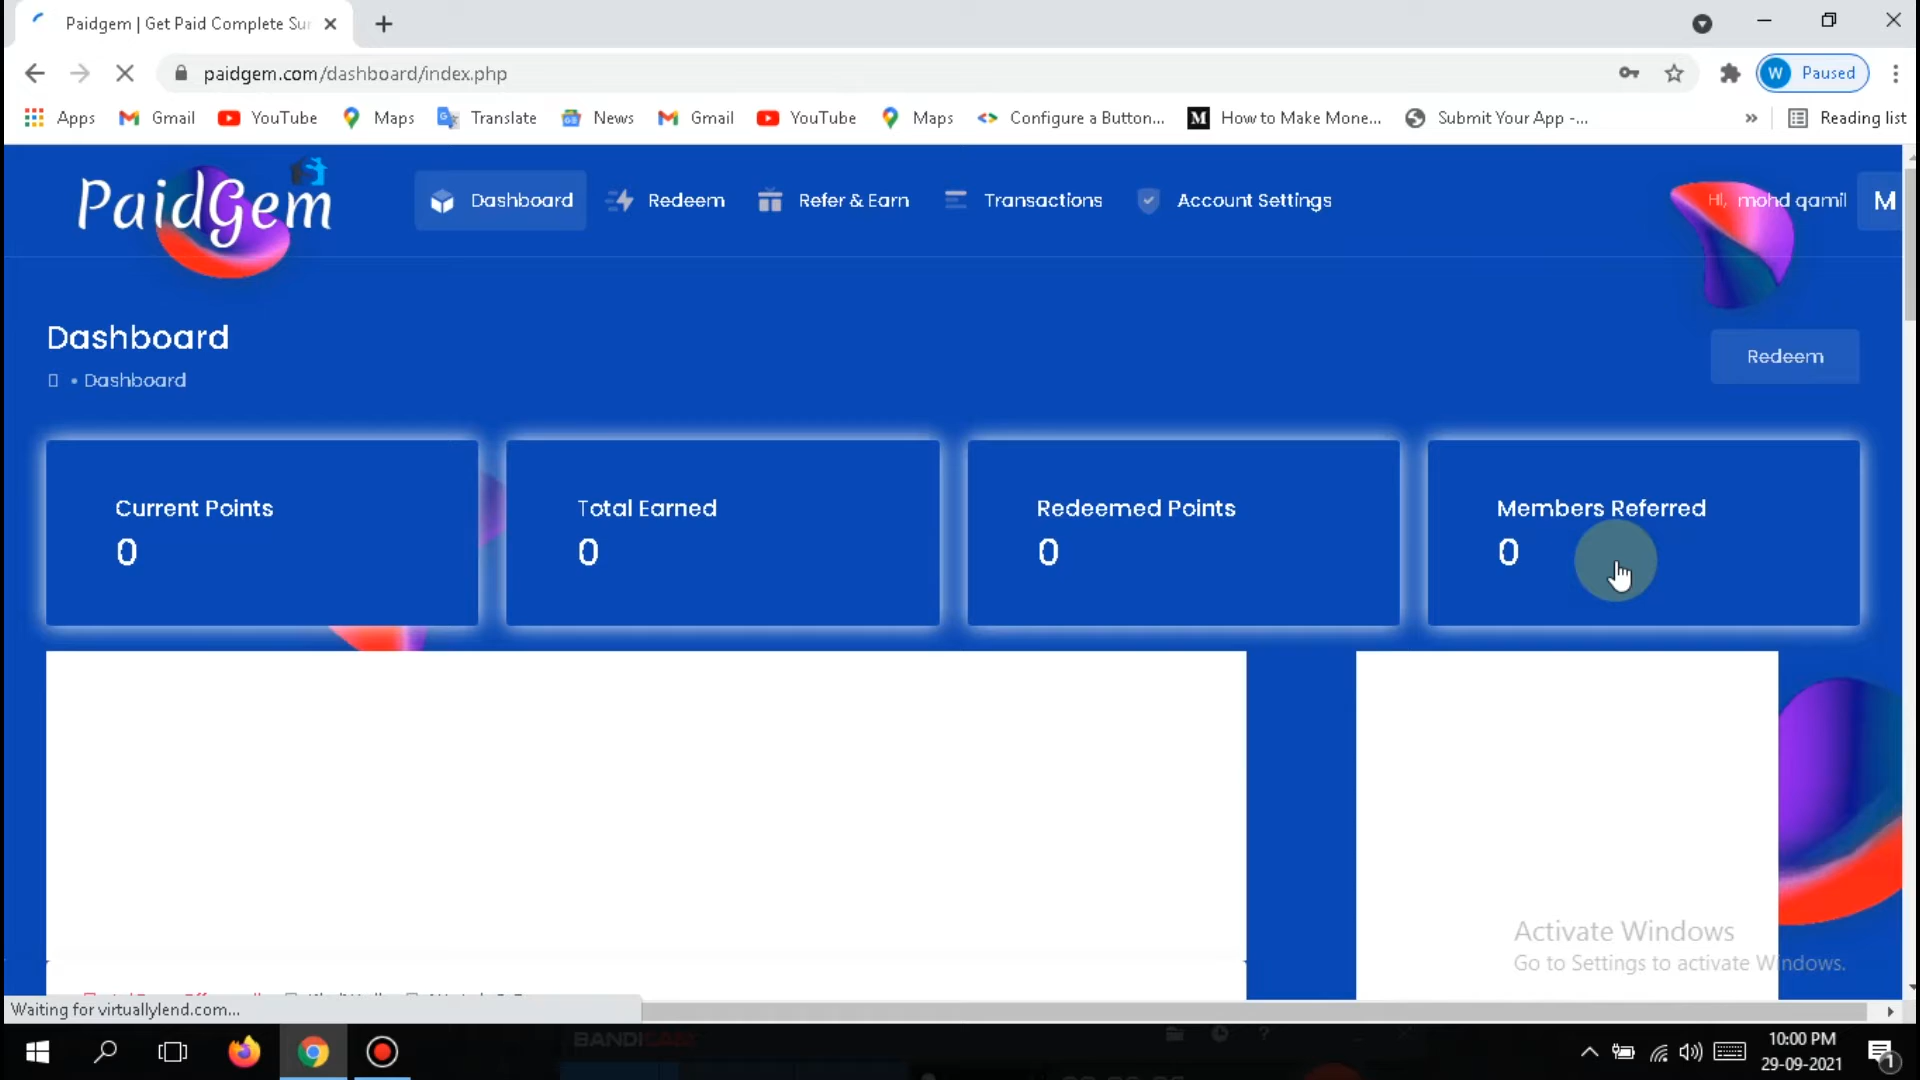 Paidgem | Get Paid Complete Sur
paidgem.com/dashboard/index.php
W Paused
Apps Gmail YouTube Maps Translate News Gmail YouTube Maps Configure a Button... M How to Make Mone... Submit Your App -... » Reading list
PaidGem Dashboard Redeem Refer & Earn Transactions Account Settings Hi, mohd qamil M
Dashboard
• Dashboard
Redeem
Current Points
0
Total Earned
0
Redeemed Points
0
Members Referred
0
Activate Windows
Go to Settings to activate Windows.
Waiting for virtuallylend.com...
BANDICAM
10:00 PM
29-09-2021
1